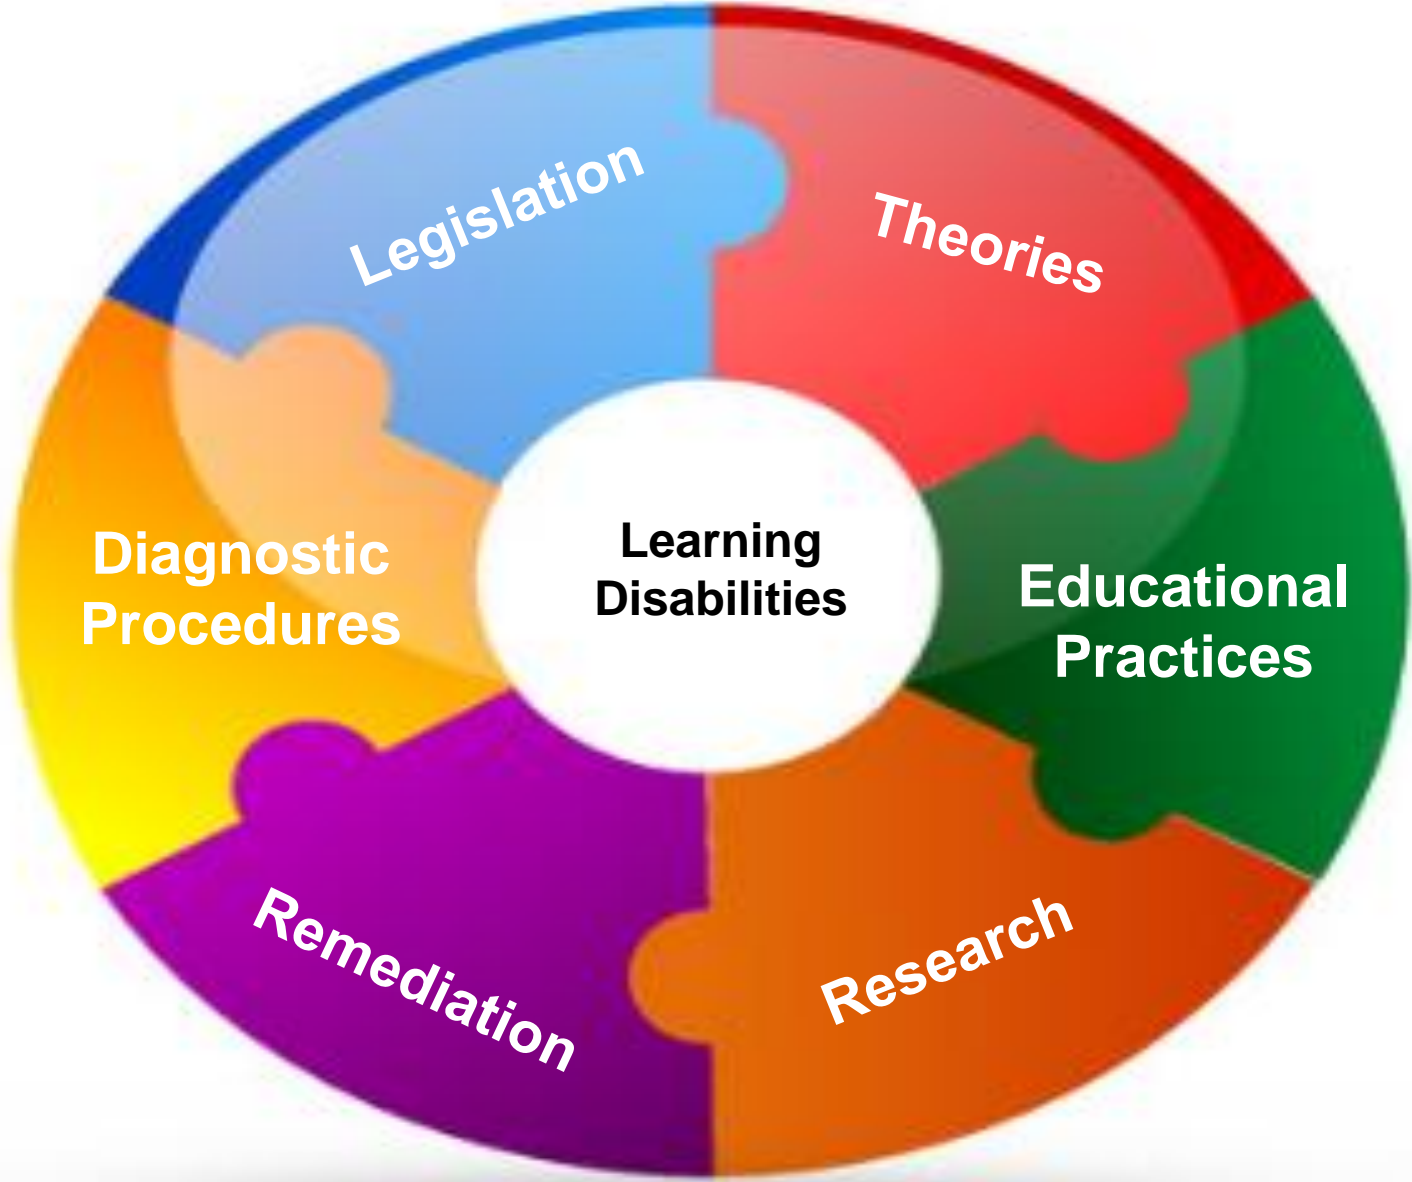 Legislation
Theories
Learning
Disabilities
Diagnostic
Procedures
Educational
Practices
Remediation
Research